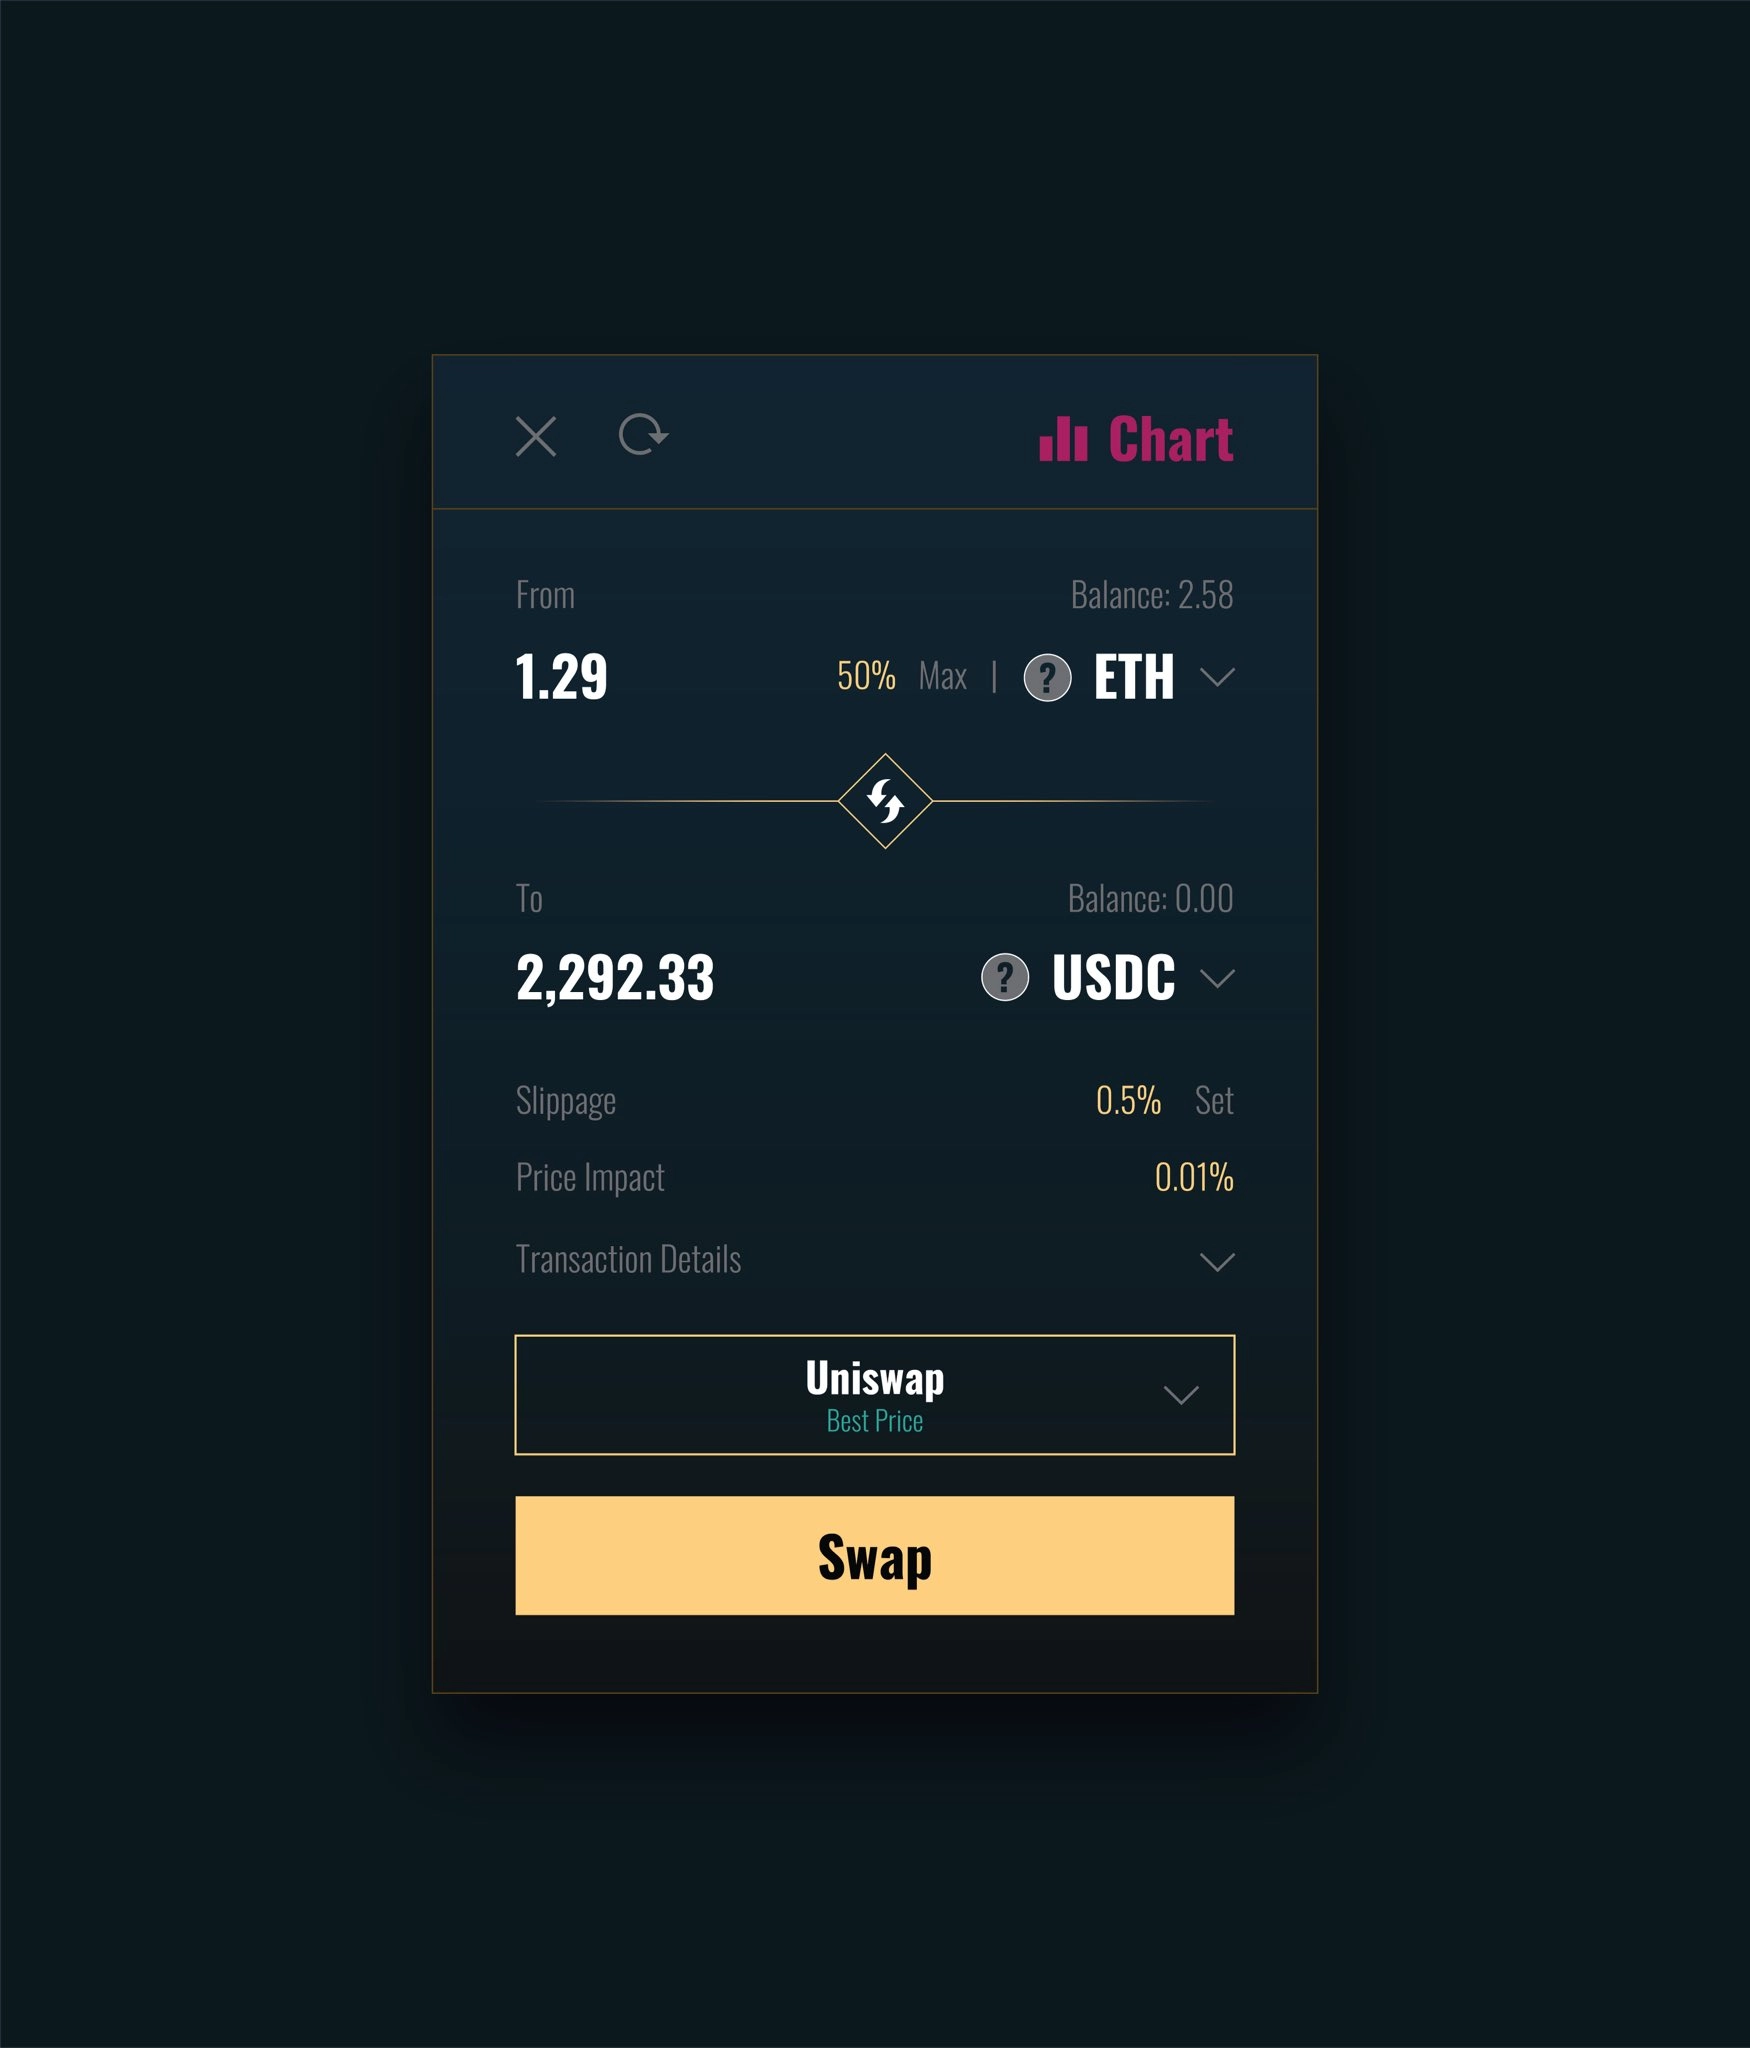 Chart
From Balance: 2.58
1.29 50% Max | ? ETH
To Balance: 0.00
2,292.33 ? USDC
Slippage 0.5% Set
Price Impact 0.01%
Transaction Details
Uniswap
Best Price
Swap